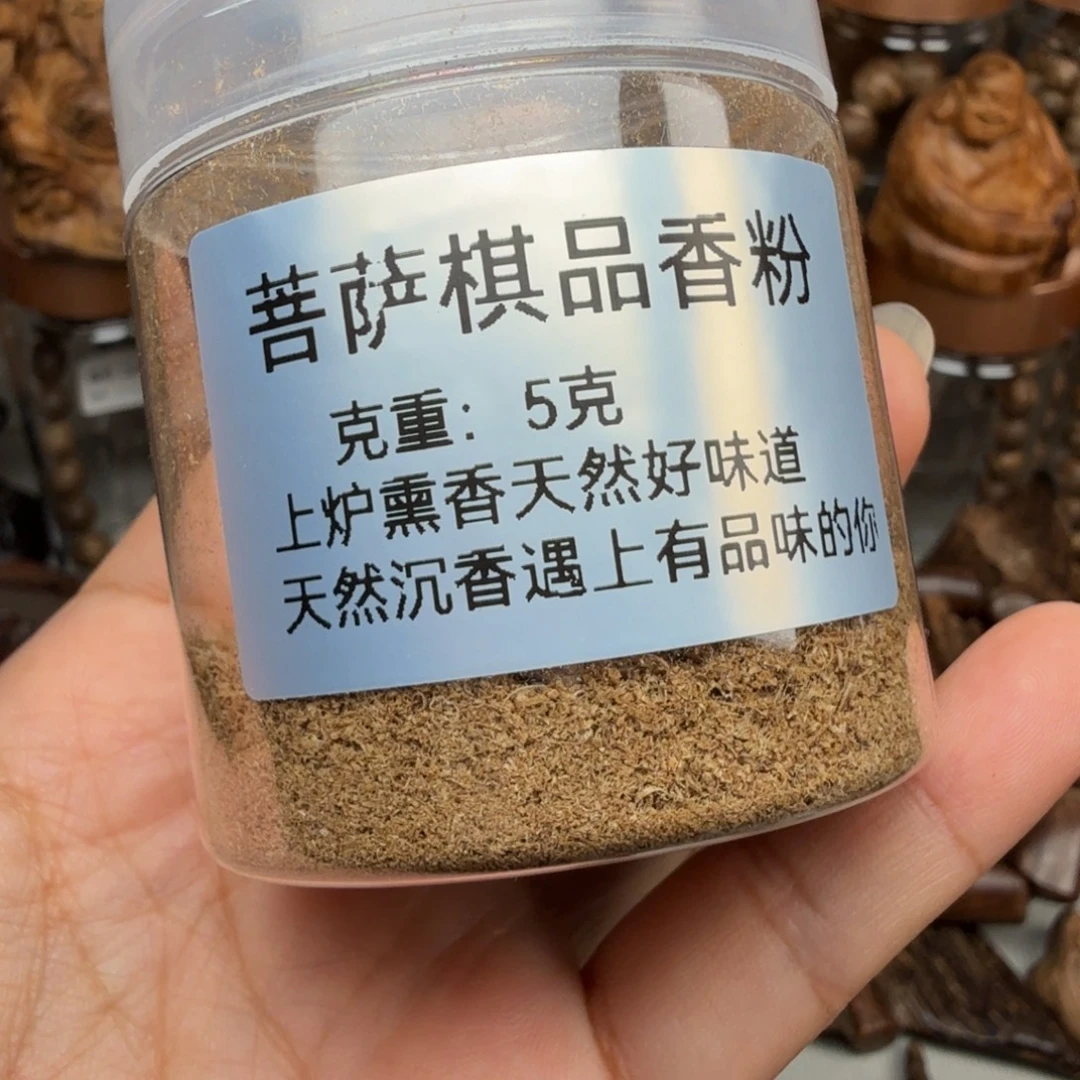 菩萨棋品香粉
克重：5克
上炉熏香天然好味道
天然沉香遇上有品味的你